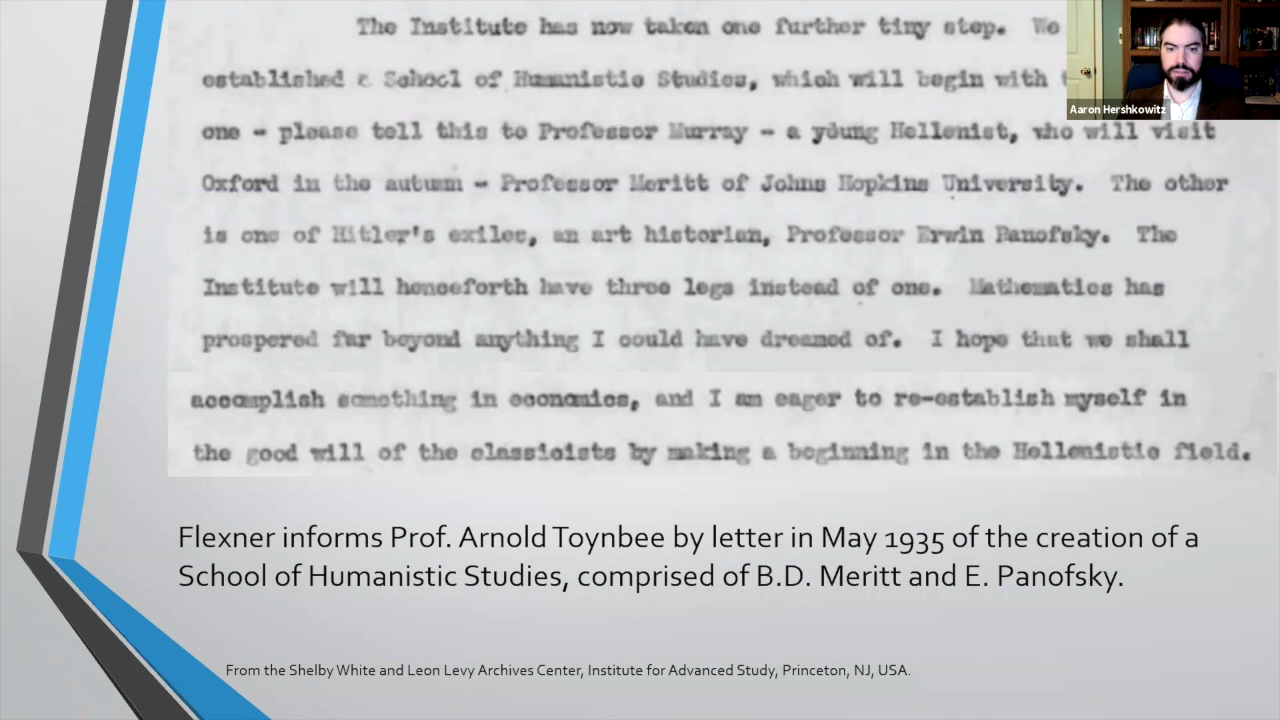 The Institute has now taken one further tiny step. We
established a School of Humanistic Studies, which will begin with
one - please tell this to Professor Murray - a young Hellenist, who will visit
Oxford in the autumn - Professor Meritt of Johns Hopkins University. The other
is one of Hitler's exiles, an art historian, Professor Erwin Panofsky. The
Institute will henceforth have three legs instead of one. Mathematics has
prospered far beyond anything I could have dreamed of. I hope that we shall
accomplish something in economics, and I am eager to re-establish myself in
the good will of the classicists by making a beginning in the Hellenistic field.
Aaron Hershkowitz
Flexner informs Prof. Arnold Toynbee by letter in May 1935 of the creation of a
School of Humanistic Studies, comprised of B.D. Meritt and E. Panofsky.
From the Shelby White and Leon Levy Archives Center, Institute for Advanced Study, Princeton, NJ, USA.